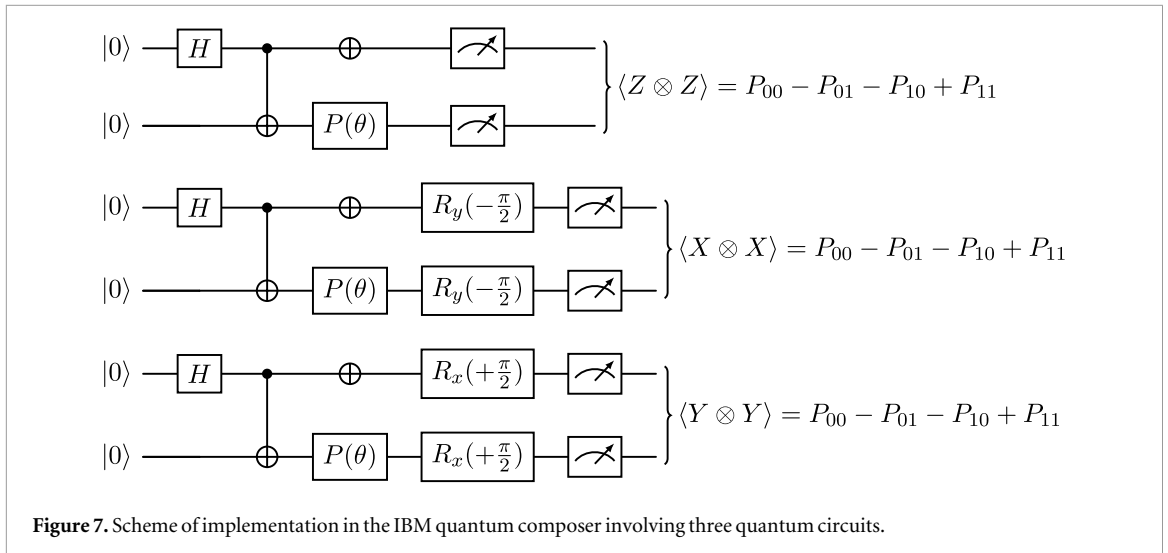 |0⟩ H ⟨Z ⊗ Z⟩ = P₀₀ − P₀₁ − P₁₀ + P₁₁
|0⟩ P(θ)
|0⟩ H R_y(−π/2) ⟨X ⊗ X⟩ = P₀₀ − P₀₁ − P₁₀ + P₁₁
|0⟩ P(θ) R_y(−π/2)
|0⟩ H R_x(+π/2) ⟨Y ⊗ Y⟩ = P₀₀ − P₀₁ − P₁₀ + P₁₁
|0⟩ P(θ) R_x(+π/2)
Figure 7. Scheme of implementation in the IBM quantum composer involving three quantum circuits.